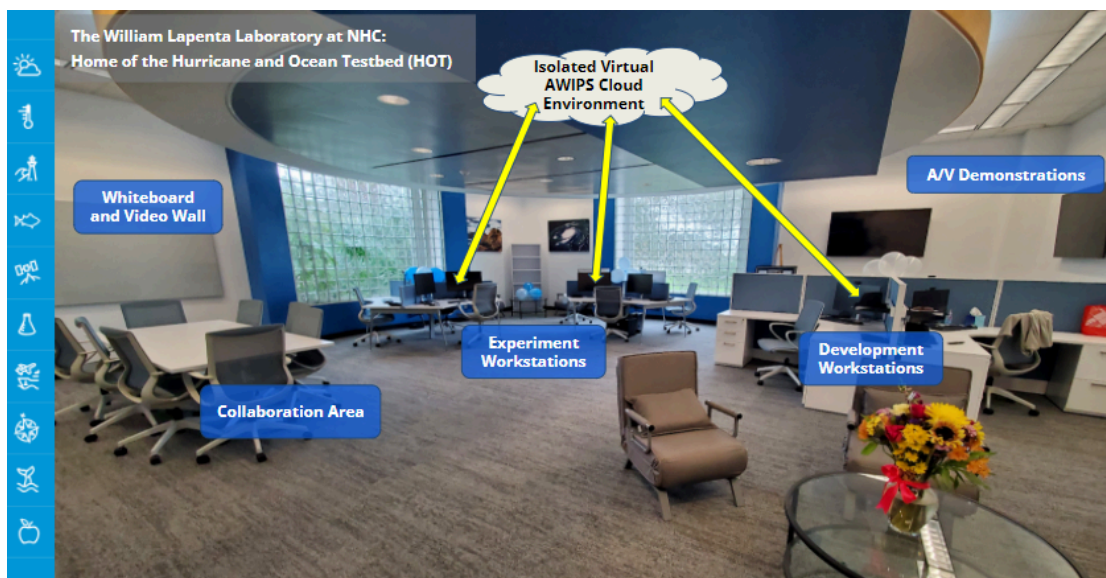 The William Lapenta Laboratory at NHC:
Home of the Hurricane and Ocean Testbed (HOT)
Isolated Virtual
AWIPS Cloud
Environment
Whiteboard
and Video Wall
A/V Demonstrations
Experiment
Workstations
Development
Workstations
Collaboration Area